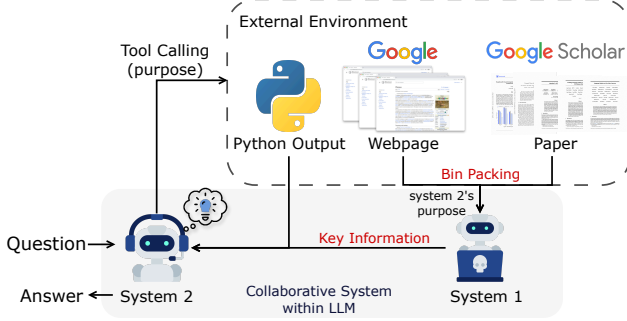 External Environment
Tool Calling
(purpose)
Google
Google Scholar
Python Output
Webpage
Paper
Bin Packing
system 2's
purpose
Question
Key Information
Answer
System 2
Collaborative System
within LLM
System 1